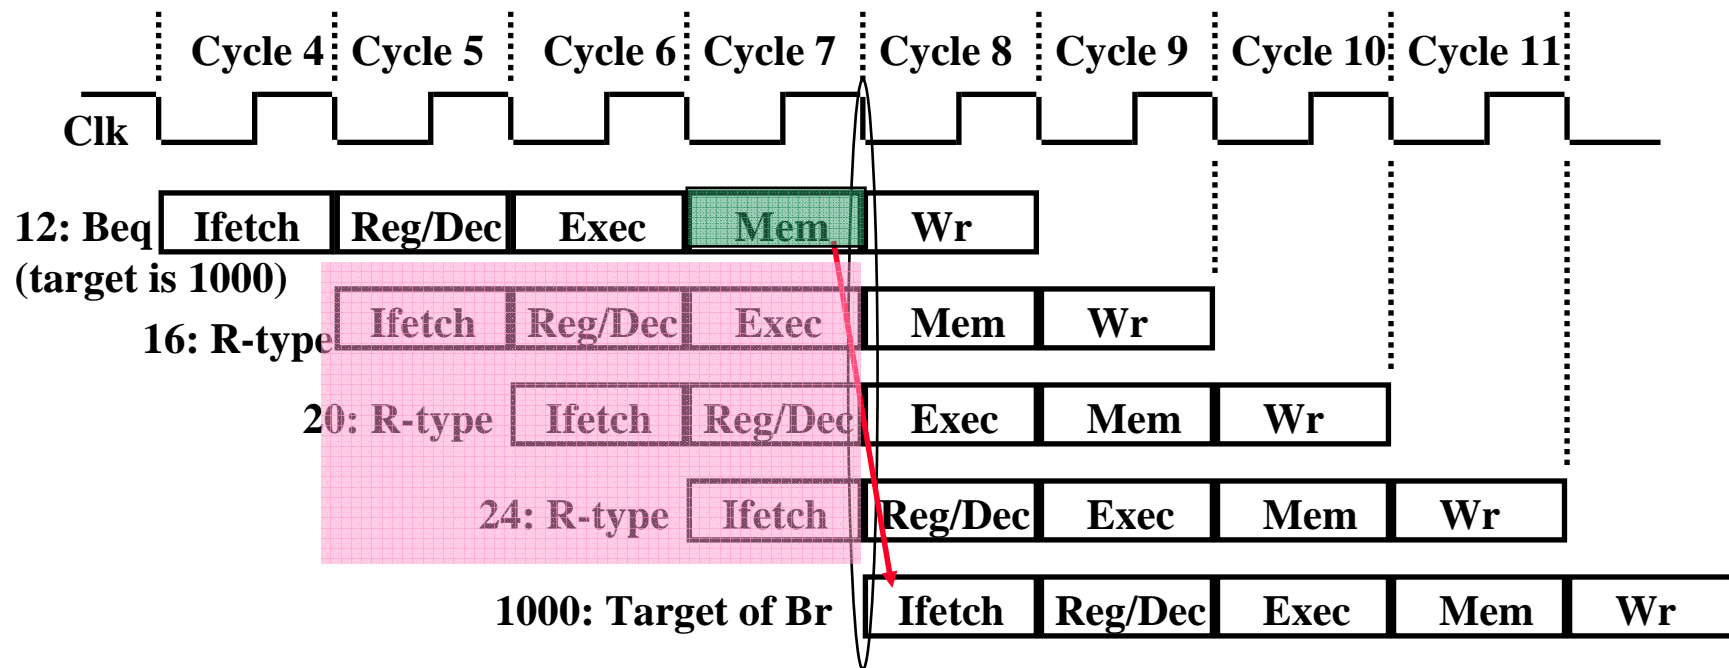 Cycle 4 Cycle 5 Cycle 6 Cycle 7 Cycle 8 Cycle 9 Cycle 10 Cycle 11
Clk
12: Beq Ifetch Reg/Dec Exec Mem Wr
(target is 1000)
16: R-type Ifetch Reg/Dec Exec Mem Wr
20: R-type Ifetch Reg/Dec Exec Mem Wr
24: R-type Ifetch Reg/Dec Exec Mem Wr
1000: Target of Br Ifetch Reg/Dec Exec Mem Wr